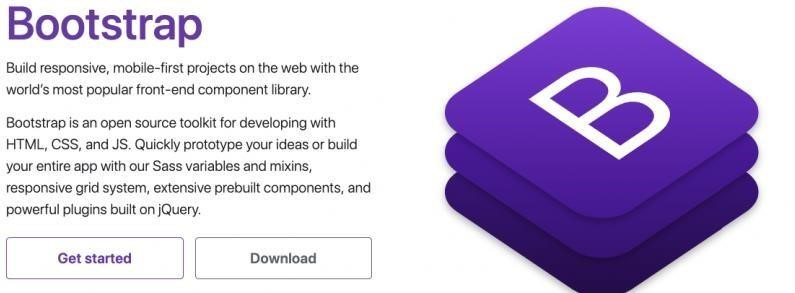 Bootstrap
Build responsive, mobile-first projects on the web with the
world’s most popular front-end component library.
Bootstrap is an open source toolkit for developing with
HTML, CSS, and JS. Quickly prototype your ideas or build
your entire app with our Sass variables and mixins,
responsive grid system, extensive prebuilt components, and
powerful plugins built on jQuery.
Get started
Download
B